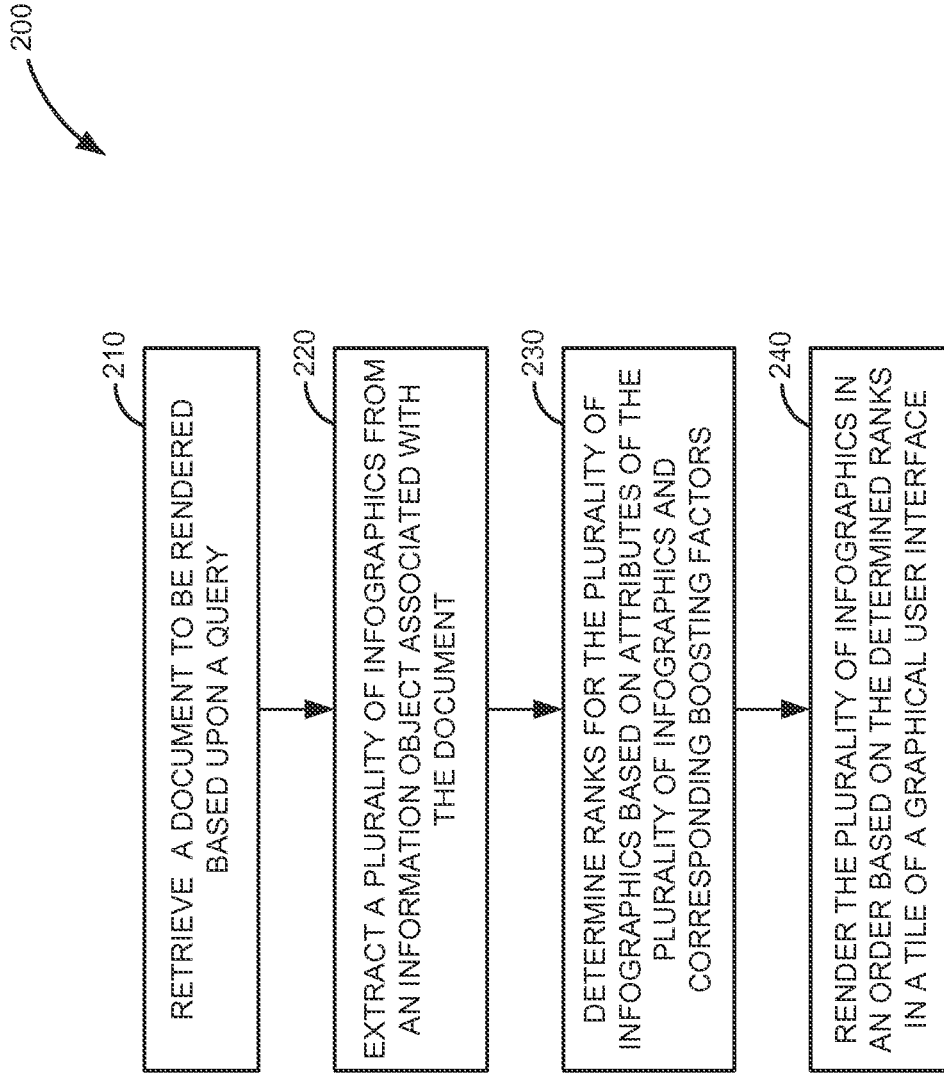 200
210
RETRIEVE A DOCUMENT TO BE RENDERED
BASED UPON A QUERY
220
EXTRACT A PLURALITY OF INFOGRAPHICS FROM
AN INFORMATION OBJECT ASSOCIATED WITH
THE DOCUMENT
230
DETERMINE RANKS FOR THE PLURALITY OF
INFOGRAPHICS BASED ON ATTRIBUTES OF THE
PLURALITY OF INFOGRAPHICS AND
CORRESPONDING BOOSTING FACTORS
240
RENDER THE PLURALITY OF INFOGRAPHICS IN
AN ORDER BASED ON THE DETERMINED RANKS
IN A TILE OF A GRAPHICAL USER INTERFACE